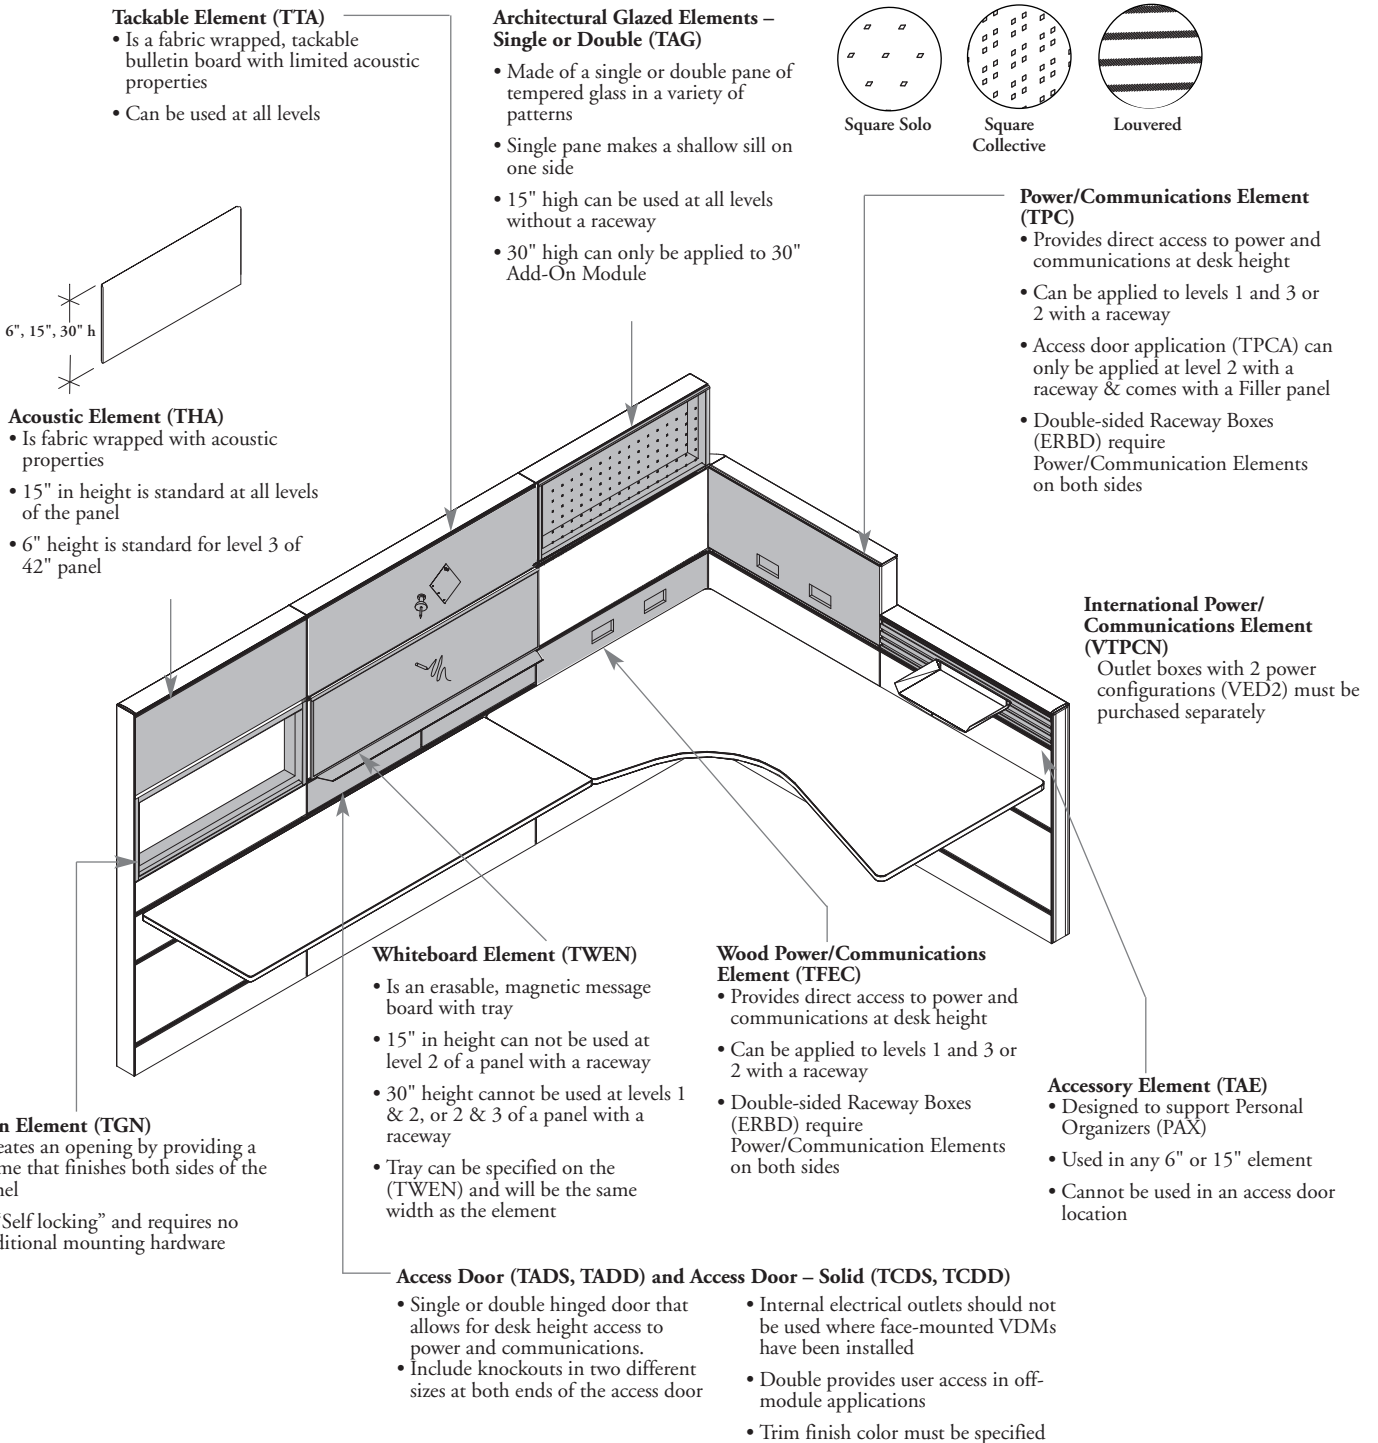 Tackable Element (TTA)
• Is a fabric wrapped, tackable
bulletin board with limited acoustic
properties
• Can be used at all levels
Architectural Glazed Elements –
Single or Double (TAG)
• Made of a single or double pane of
tempered glass in a variety of
patterns
• Single pane makes a shallow sill on
one side
• 15" high can be used at all levels
without a raceway
• 30" high can only be applied to 30"
Add-On Module
Square Solo
Square
Collective
Louvered
Power/Communications Element
(TPC)
• Provides direct access to power and
communications at desk height
• Can be applied to levels 1 and 3 or
2 with a raceway
• Access door application (TPCA) can
only be applied at level 2 with a
raceway & comes with a Filler panel
• Double-sided Raceway Boxes
(ERBD) require
Power/Communication Elements
on both sides
6", 15", 30" h
Acoustic Element (THA)
• Is fabric wrapped with acoustic
properties
• 15" in height is standard at all levels
of the panel
• 6" height is standard for level 3 of
42" panel
International Power/
Communications Element
(VTPCN)
Outlet boxes with 2 power
configurations (VED2) must be
purchased separately
Whiteboard Element (TWEN)
• Is an erasable, magnetic message
board with tray
• 15" in height can not be used at
level 2 of a panel with a raceway
• 30" height cannot be used at levels 1
& 2, or 2 & 3 of a panel with a
raceway
• Tray can be specified on the
(TWEN) and will be the same
width as the element
Wood Power/Communications
Element (TFEC)
• Provides direct access to power and
communications at desk height
• Can be applied to levels 1 and 3 or
2 with a raceway
• Double-sided Raceway Boxes
(ERBD) require
Power/Communication Elements
on both sides
Accessory Element (TAE)
• Designed to support Personal
Organizers (PAX)
• Used in any 6" or 15" element
• Cannot be used in an access door
location
n Element (TGN)
eates an opening by providing a
me that finishes both sides of the
nel
“Self locking” and requires no
ditional mounting hardware
Access Door (TADS, TADD) and Access Door – Solid (TCDS, TCDD)
• Single or double hinged door that
allows for desk height access to
power and communications.
• Include knockouts in two different
sizes at both ends of the access door
• Internal electrical outlets should not
be used where face-mounted VDMs
have been installed
• Double provides user access in off-
module applications
• Trim finish color must be specified